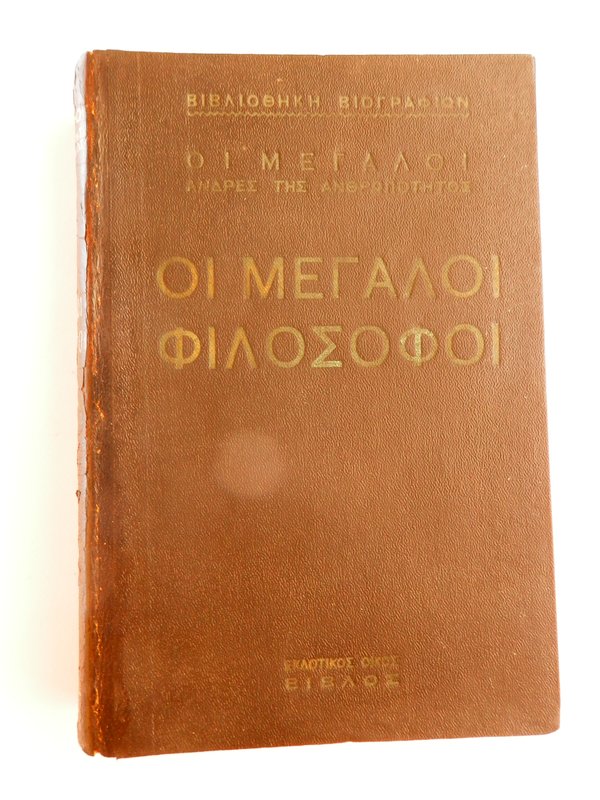 ΒΙΒΛΙΟΘΗΚΗ ΒΙΟΓΡΑΦΙΩΝ
ΟΙ ΜΕΓΑΛΟΙ
ΑΝΔΡΕΣ ΤΗΣ ΑΝΘΡΩΠΟΤΗΤΟΣ
ΟΙ ΜΕΓΑΛΟΙ
ΦΙΛΟΣΟΦΟΙ
ΕΚΔΟΤΙΚΟΣ ΟΙΚΟΣ
ΒΙΒΛΟΣ